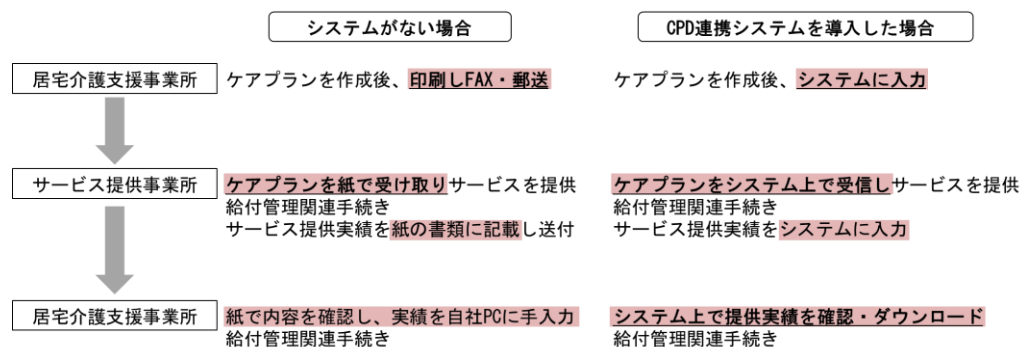 システムがない場合
CPD連携システムを導入した場合
居宅介護支援事業所
ケアプランを作成後、印刷しFAX・郵送
ケアプランを作成後、システムに入力
サービス提供事業所
ケアプランを紙で受け取りサービスを提供
給付管理関連手続き
サービス提供実績を紙の書類に記載し送付
ケアプランをシステム上で受信しサービスを提供
給付管理関連手続き
サービス提供実績をシステムに入力
居宅介護支援事業所
紙で内容を確認し、実績を自社PCに手入力
給付管理関連手続き
システム上で提供実績を確認・ダウンロード
給付管理関連手続き